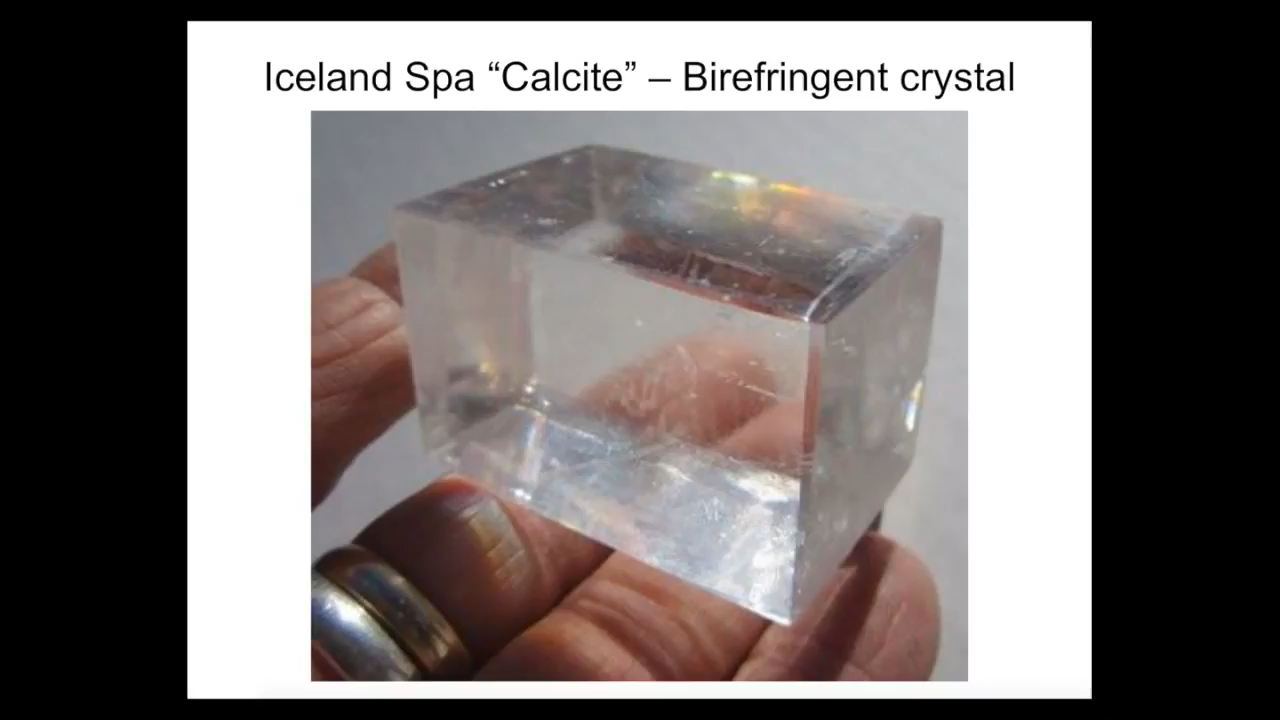 Iceland Spa “Calcite” – Birefringent crystal